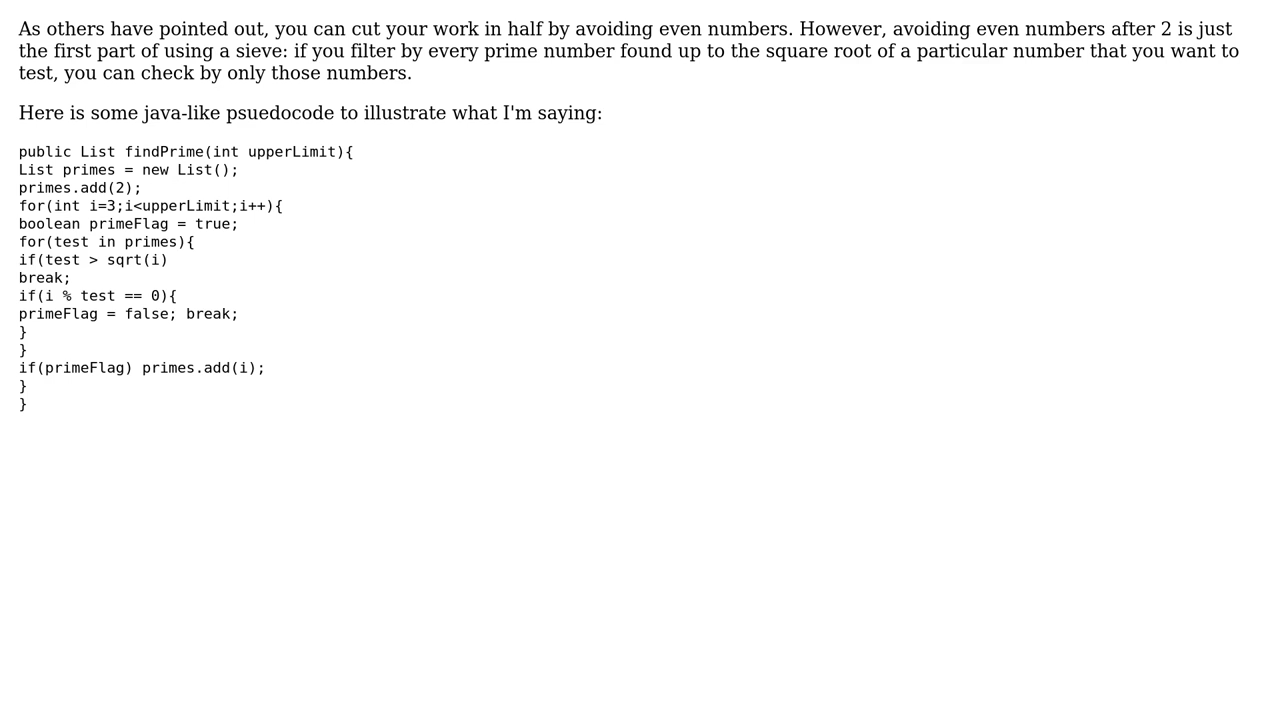 As others have pointed out, you can cut your work in half by avoiding even numbers. However, avoiding even numbers after 2 is just
the first part of using a sieve: if you filter by every prime number found up to the square root of a particular number that you want to
test, you can check by only those numbers.
Here is some java-like psuedocode to illustrate what I'm saying:
public List findPrime(int upperLimit){
List primes = new List();
primes.add(2);
for(int i=3;i<upperLimit;i++){
boolean primeFlag = true;
for(test in primes){
if(test > sqrt(i)
break;
if(i % test == 0){
primeFlag = false; break;
}
}
if(primeFlag) primes.add(i);
}
}